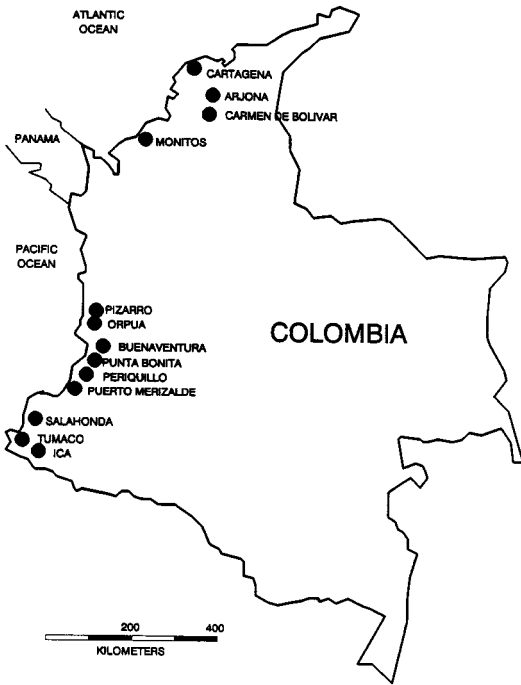 ATLANTIC
OCEAN
CARTAGENA
ARJONA
CARMEN DE BOLIVAR
PANAMA
MONITOS
PACIFIC
OCEAN
PIZARRO
ORPUA
COLOMBIA
BUENAVENTURA
PUNTA BONITA
PERIQUILLO
PUERTO MERIZALDE
SALAHONDA
TUMACO
ICA
200 400
KILOMETERS